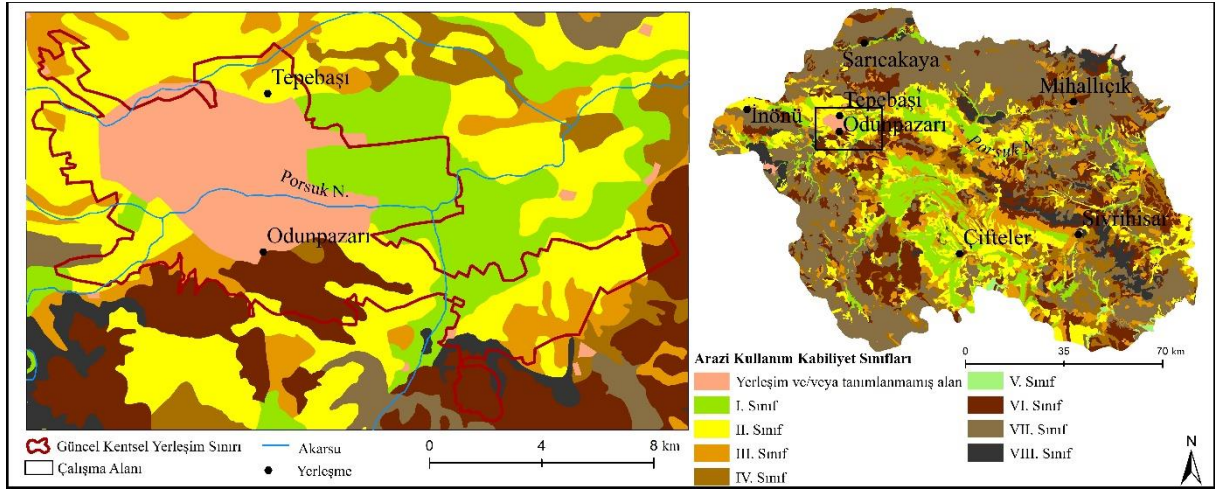 Tepebaşı
Porsuk N.
Odunpazarı
Güncel Kentsel Yerleşim Sınırı
Çalışma Alanı
Akarsu
Yerleşme
0 4 8 km
Sarıcakaya
Mihallıçık
Tepebaşı
İnönü
Odunpazarı
Porsuk N.
Sivrihisar
Çifteler
Arazi Kullanım Kabiliyet Sınıfları
0 35 70 km
Yerleşim ve/veya tanımlanmamış alan
I. Sınıf
II. Sınıf
III. Sınıf
IV. Sınıf
V. Sınıf
VI. Sınıf
VII. Sınıf
VIII. Sınıf
N